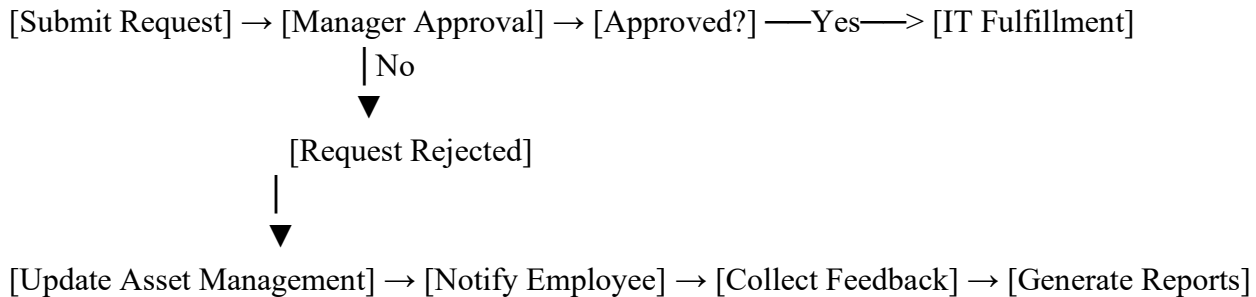 [Submit Request] → [Manager Approval] → [Approved?] ──Yes──> [IT Fulfillment]
│ No
▼
[Request Rejected]
│
▼
[Update Asset Management] → [Notify Employee] → [Collect Feedback] → [Generate Reports]